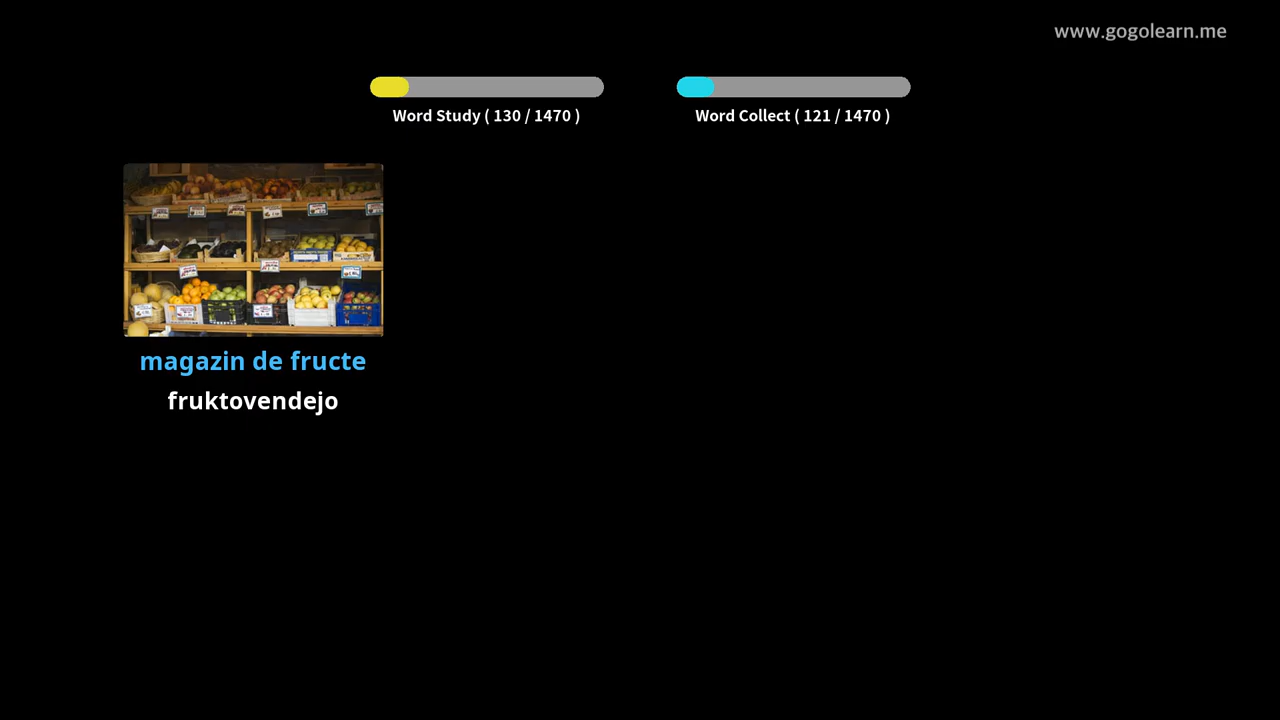 www.gogolearn.me
Word Study ( 130 / 1470 )
Word Collect ( 121 / 1470 )
magazin de fructe
fruktovendejo